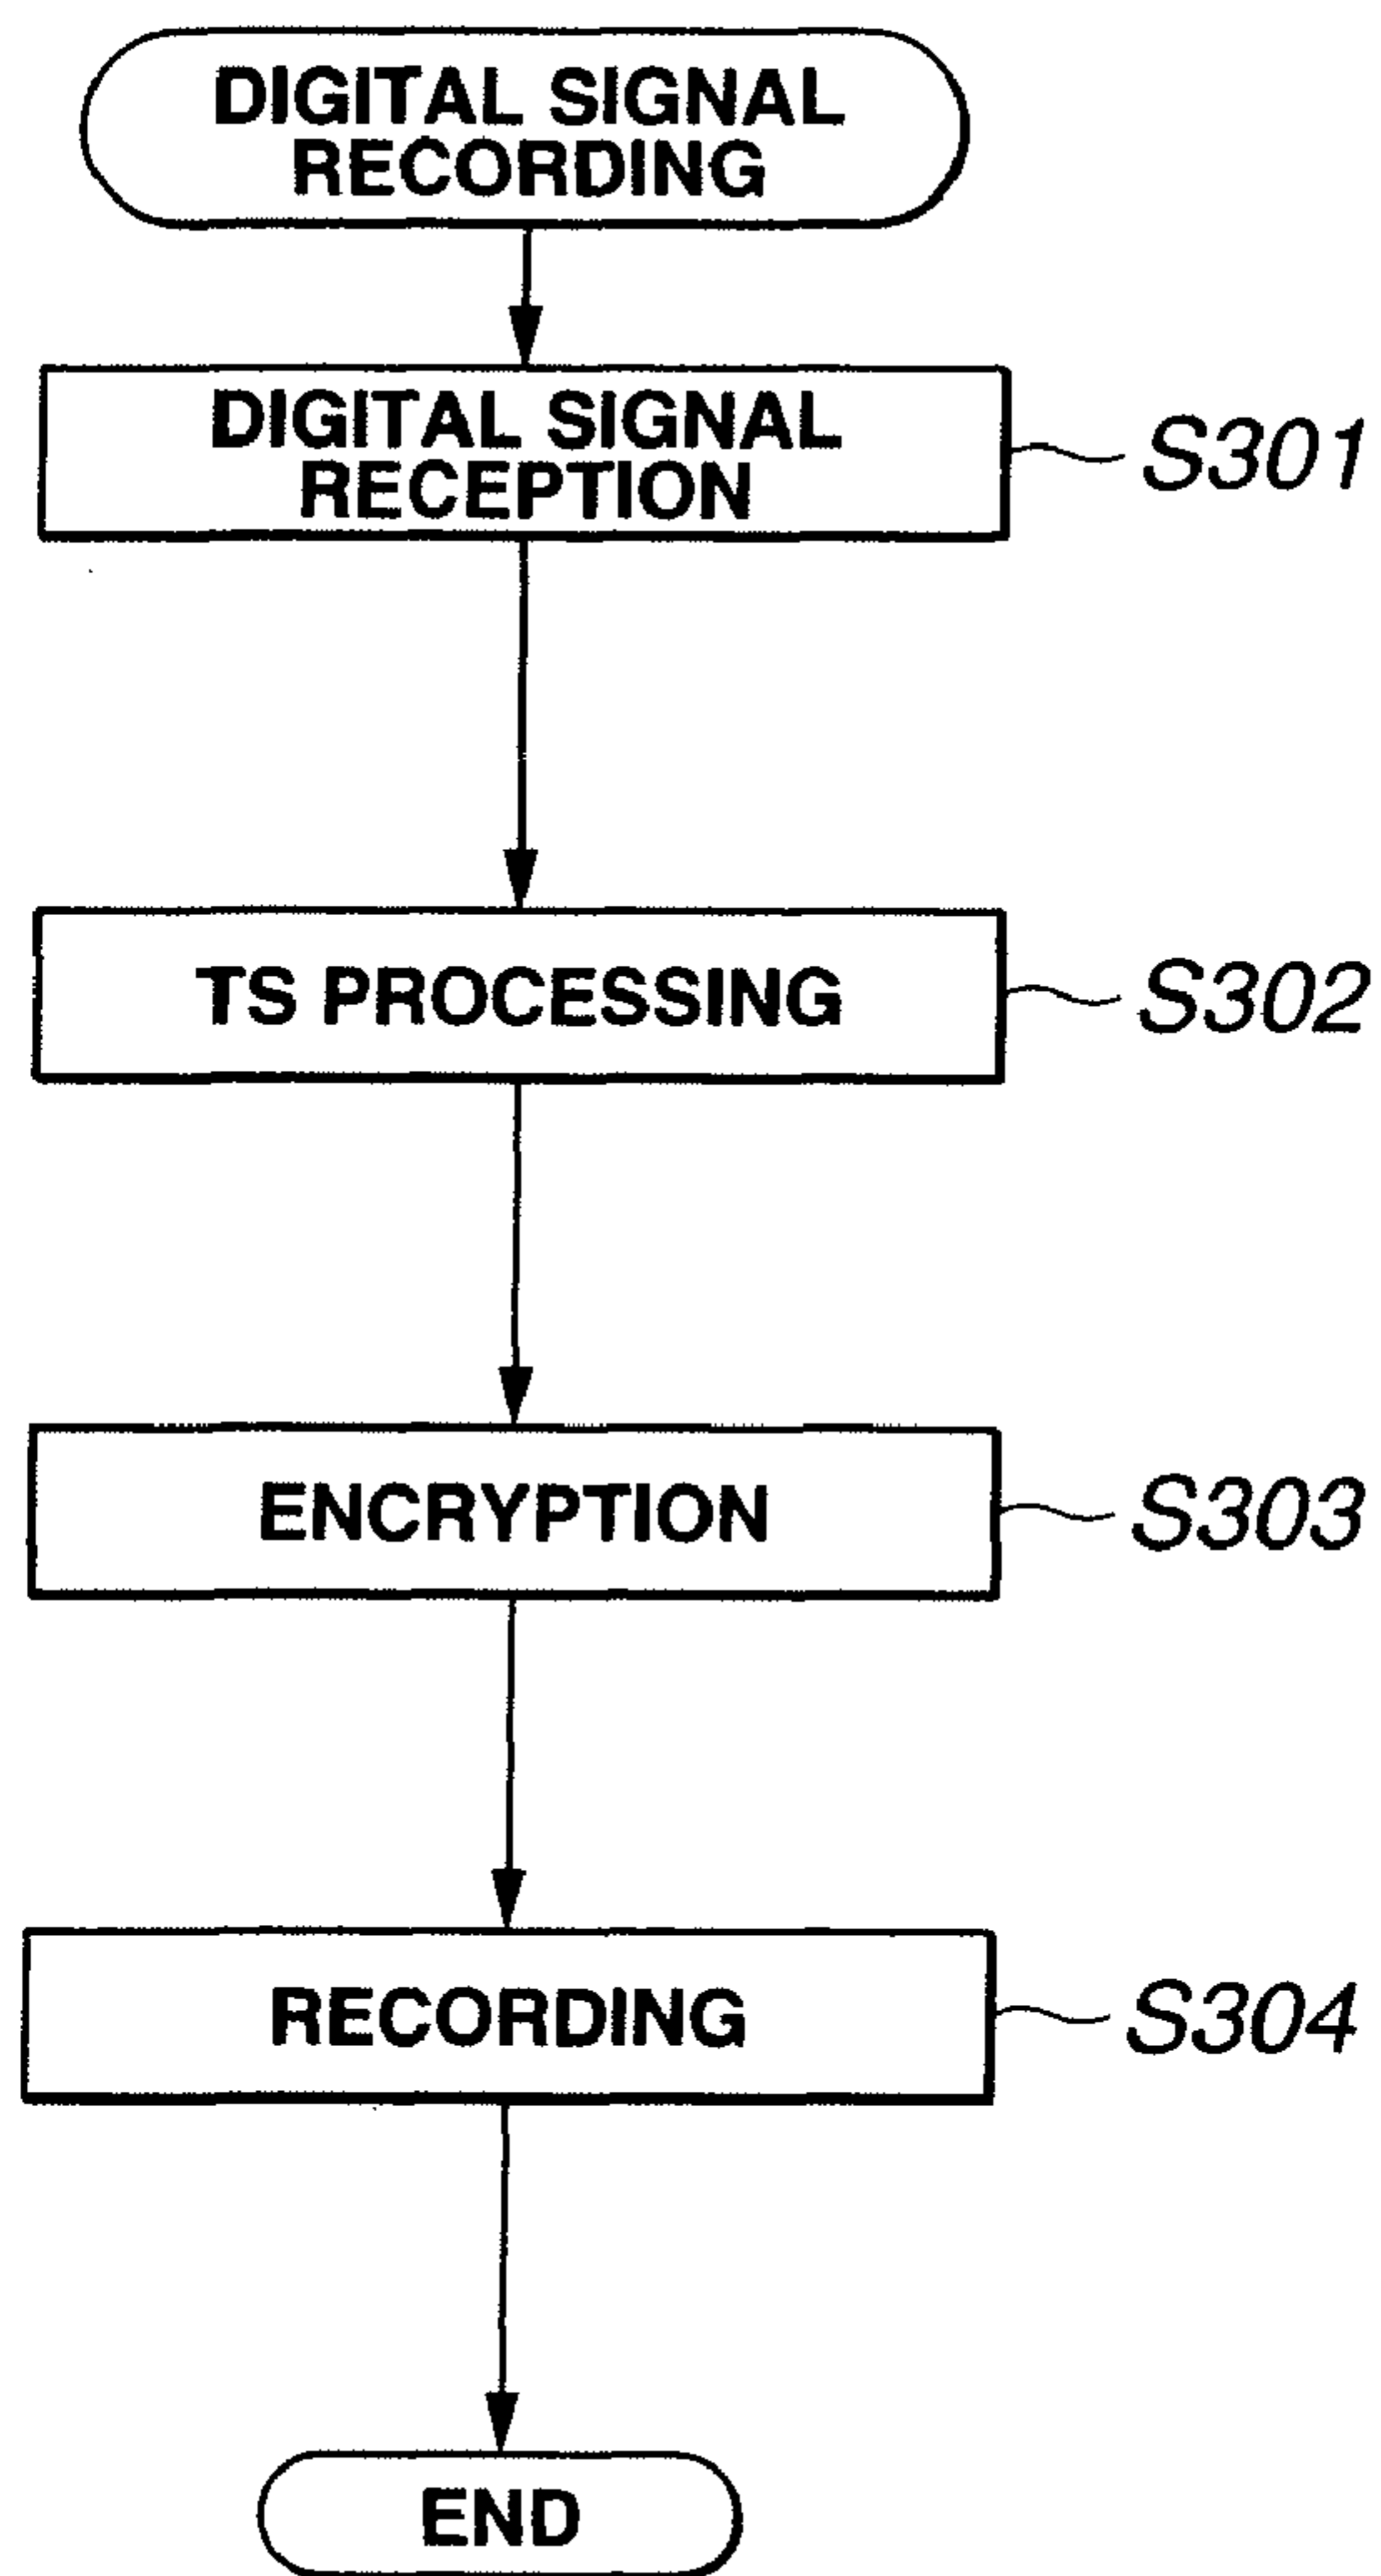 DIGITAL SIGNAL
RECORDING
DIGITAL SIGNAL
RECEPTION
S301
TS PROCESSING
S302
ENCRYPTION
S303
RECORDING
S304
END